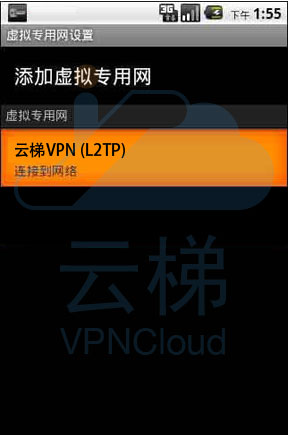 3G
下午 1:55
虚拟专用网设置
添加虚拟专用网
虚拟专用网
云梯VPN (L2TP)
连接到网络
云梯
VPNCloud